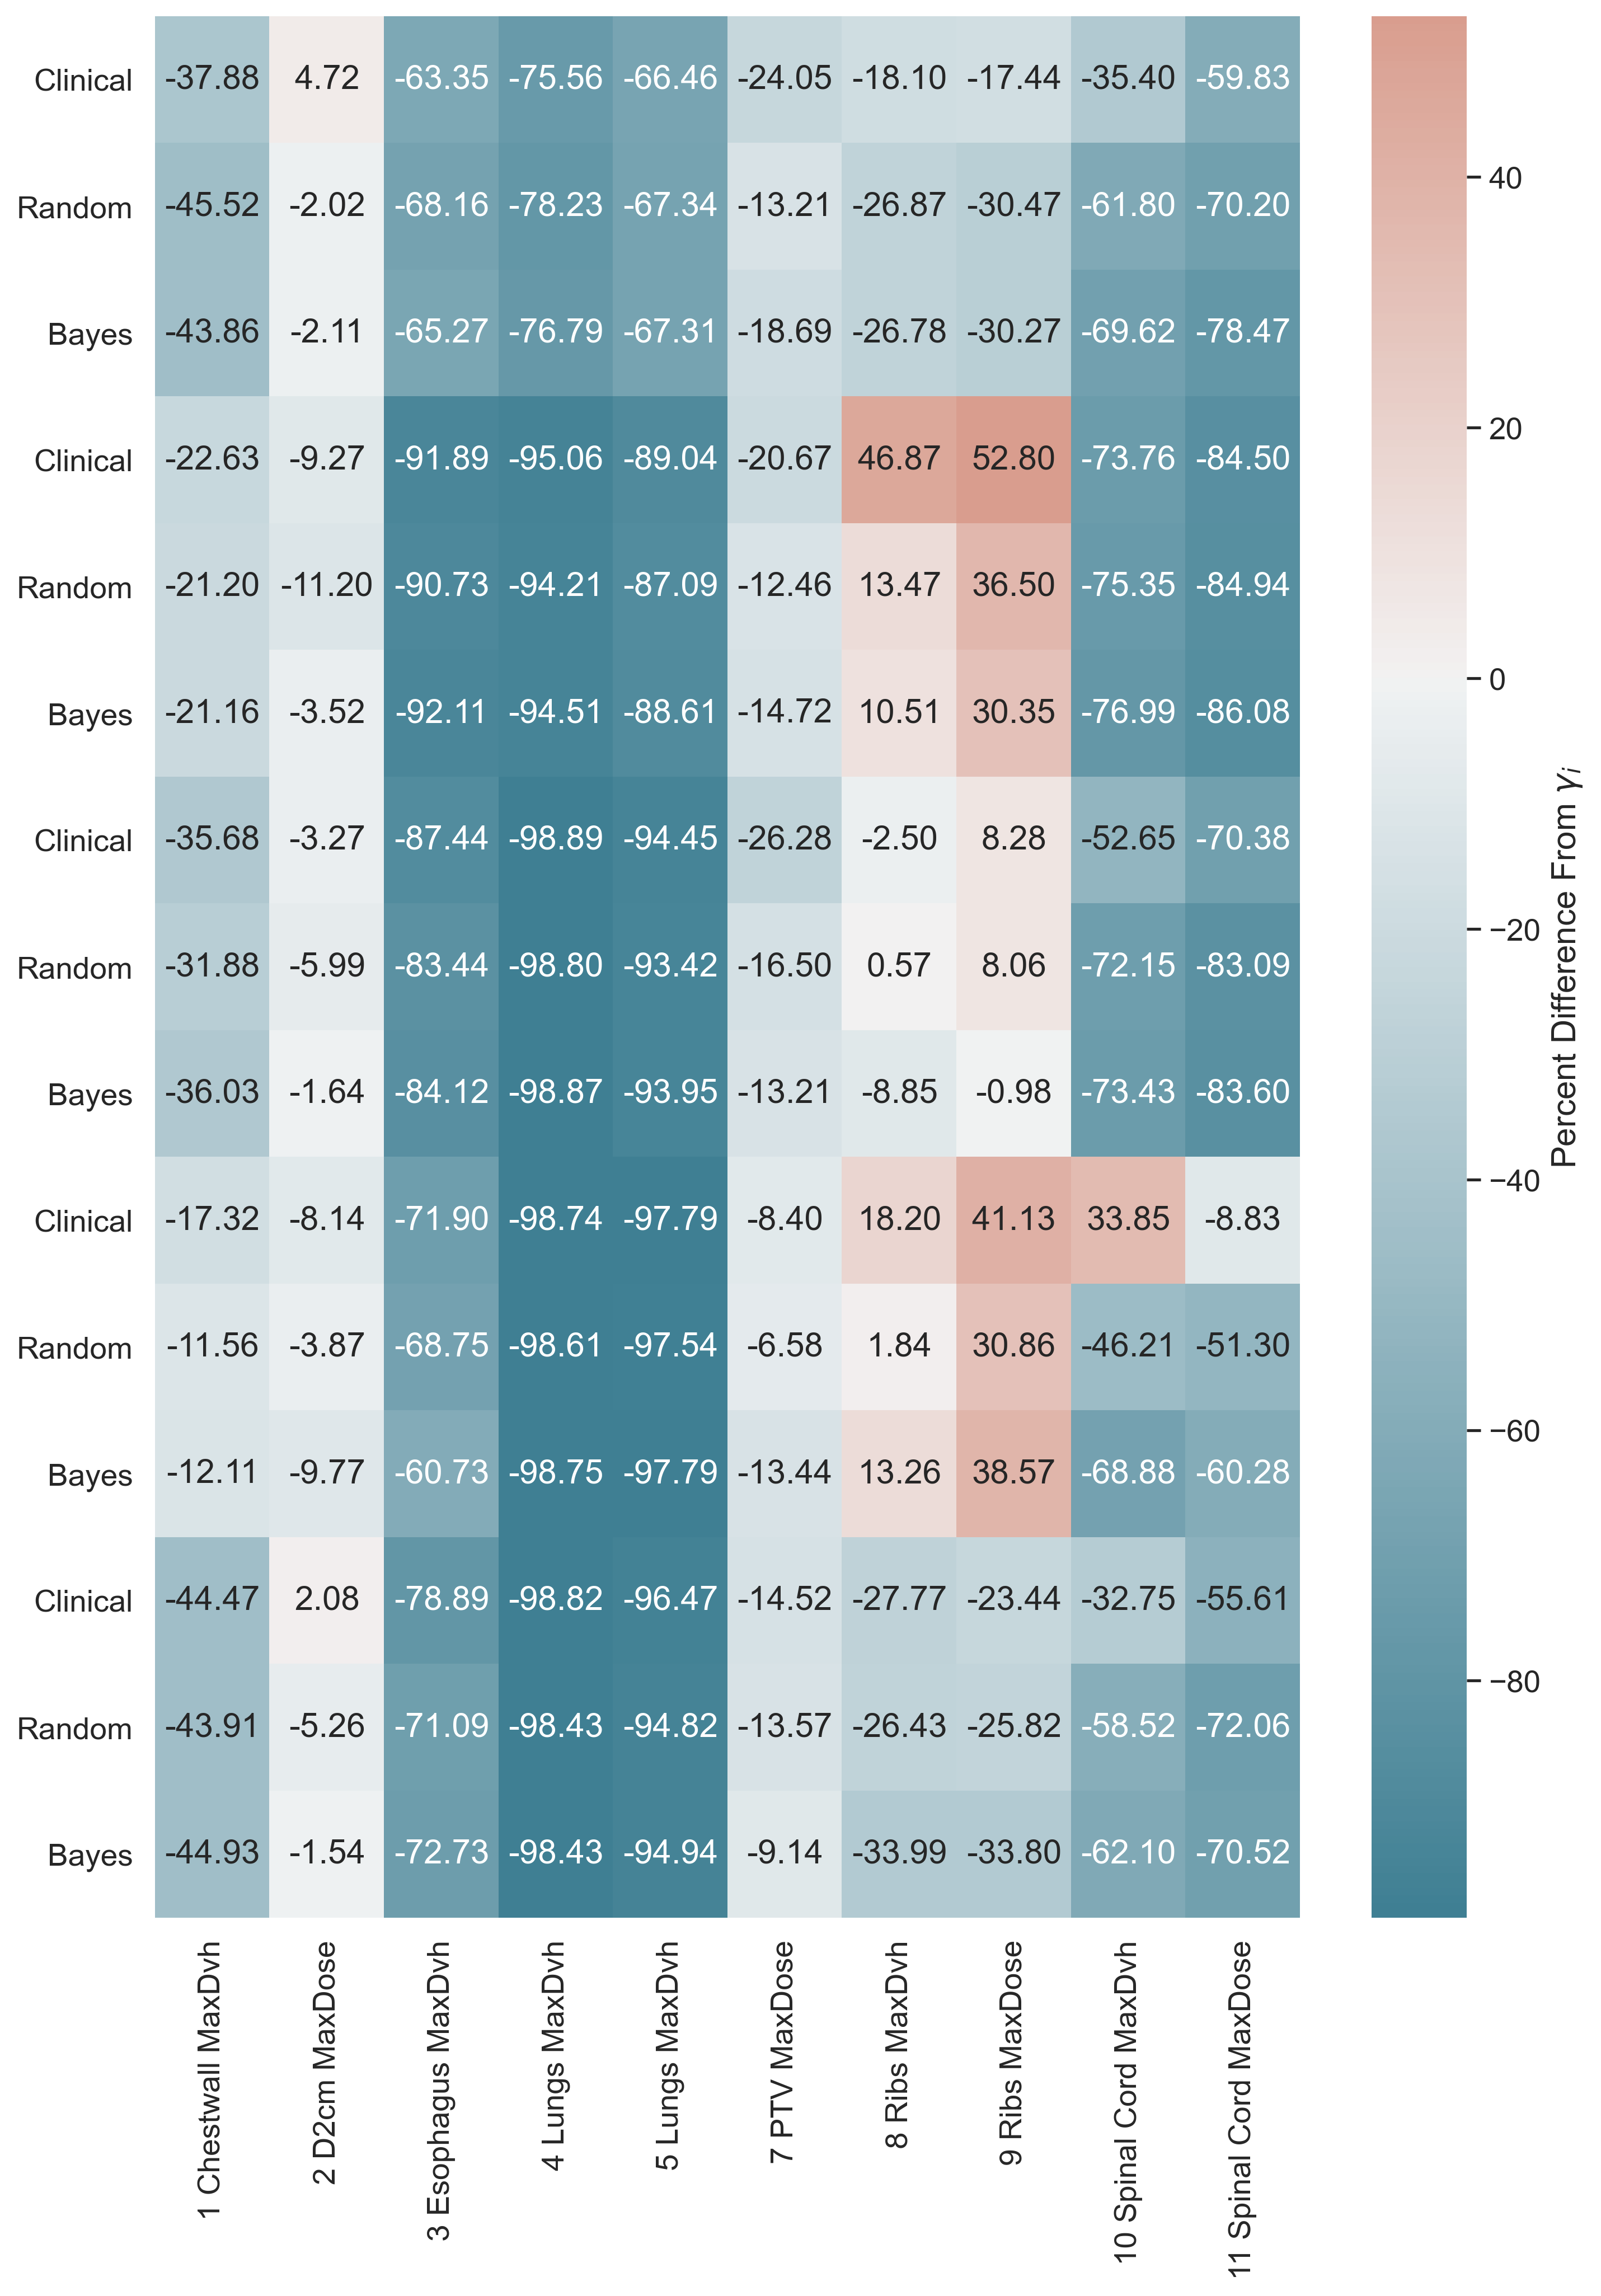 Clinical -37.88 4.72 -63.35 -75.56 -66.46 -24.05 -18.10 -17.44 -35.40 -59.83
Random -45.52 -2.02 -68.16 -78.23 -67.34 -13.21 -26.87 -30.47 -61.80 -70.20
Bayes -43.86 -2.11 -65.27 -76.79 -67.31 -18.69 -26.78 -30.27 -69.62 -78.47
Clinical -22.63 -9.27 -91.89 -95.06 -89.04 -20.67 46.87 52.80 -73.76 -84.50
Random -21.20 -11.20 -90.73 -94.21 -87.09 -12.46 13.47 36.50 -75.35 -84.94
Bayes -21.16 -3.52 -92.11 -94.51 -88.61 -14.72 10.51 30.35 -76.99 -86.08
Clinical -35.68 -3.27 -87.44 -98.89 -94.45 -26.28 -2.50 8.28 -52.65 -70.38
Random -31.88 -5.99 -83.44 -98.80 -93.42 -16.50 0.57 8.06 -72.15 -83.09
Bayes -36.03 -1.64 -84.12 -98.87 -93.95 -13.21 -8.85 -0.98 -73.43 -83.60
Clinical -17.32 -8.14 -71.90 -98.74 -97.79 -8.40 18.20 41.13 33.85 -8.83
Random -11.56 -3.87 -68.75 -98.61 -97.54 -6.58 1.84 30.86 -46.21 -51.30
Bayes -12.11 -9.77 -60.73 -98.75 -97.79 -13.44 13.26 38.57 -68.88 -60.28
Clinical -44.47 2.08 -78.89 -98.82 -96.47 -14.52 -27.77 -23.44 -32.75 -55.61
Random -43.91 -5.26 -71.09 -98.43 -94.82 -13.57 -26.43 -25.82 -58.52 -72.06
Bayes -44.93 -1.54 -72.73 -98.43 -94.94 -9.14 -33.99 -33.80 -62.10 -70.52
1 Chestwall MaxDvh
2 D2cm MaxDose
3 Esophagus MaxDvh
4 Lungs MaxDvh
5 Lungs MaxDvh
7 PTV MaxDose
8 Ribs MaxDvh
9 Ribs MaxDose
10 Spinal Cord MaxDvh
11 Spinal Cord MaxDose
40
20
0
−20
−40
−60
−80
Percent Difference From γi